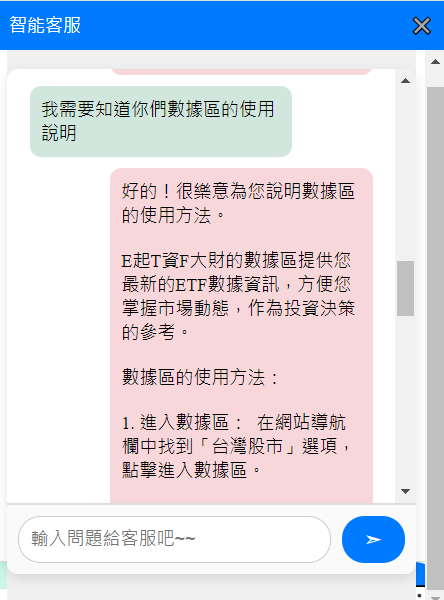 智能客服
我需要知道你們數據區的使用
說明
好的！很樂意為您說明數據區
的使用方法。
E起T資F大財的數據區提供您
最新的ETF數據資訊，方便您
掌握市場動態，作為投資決策
的參考。
數據區的使用方法：
1. 進入數據區： 在網站導航
欄中找到「台灣股市」選項，
點擊進入數據區。
輸入問題給客服吧~~